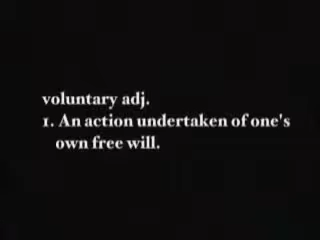 voluntary adj.
1. An action undertaken of one's
own free will.